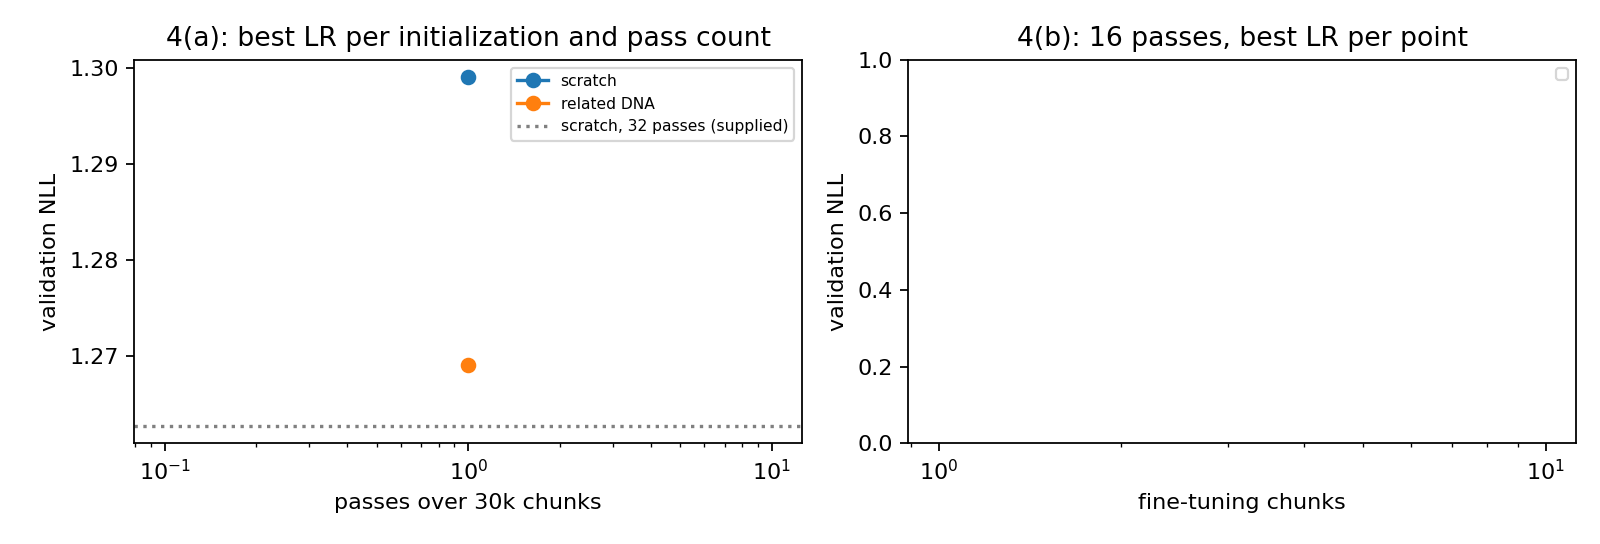 4(a): best LR per initialization and pass count
1.30
1.29
1.28
1.27
validation NLL
scratch
related DNA
scratch, 32 passes (supplied)
10⁻¹
10⁰
10¹
passes over 30k chunks
4(b): 16 passes, best LR per point
1.0
0.8
0.6
0.4
0.2
0.0
validation NLL
10⁰
10¹
fine-tuning chunks